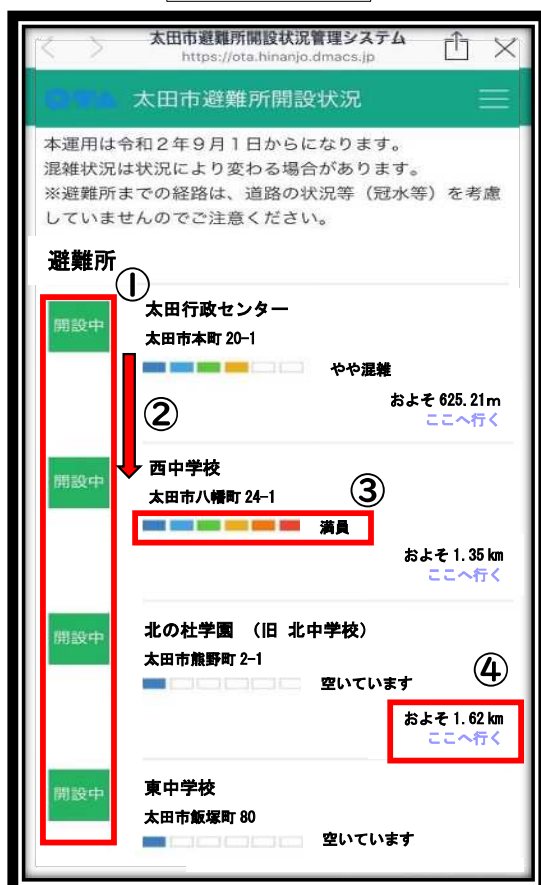 太田市避難所開設状況管理システム
https://ota.hinanjo.dmacs.jp
OTA 太田市避難所開設状況
本運用は令和2年9月1日からになります。
混雑状況は状況により変わる場合があります。
※避難所までの経路は、道路の状況等（冠水等）を考慮
していませんのでご注意ください。
避難所
①
開設中
太田行政センター
太田市本町 20-1
やや混雑
およそ 625.21m
ここへ行く
②
開設中
西中学校
太田市八幡町 24-1
③
満員
およそ 1.35 km
ここへ行く
開設中
北の杜学園 （旧 北中学校）
太田市熊野町 2-1
空いています
④
およそ 1.62 km
ここへ行く
開設中
東中学校
太田市飯塚町 80
空いています